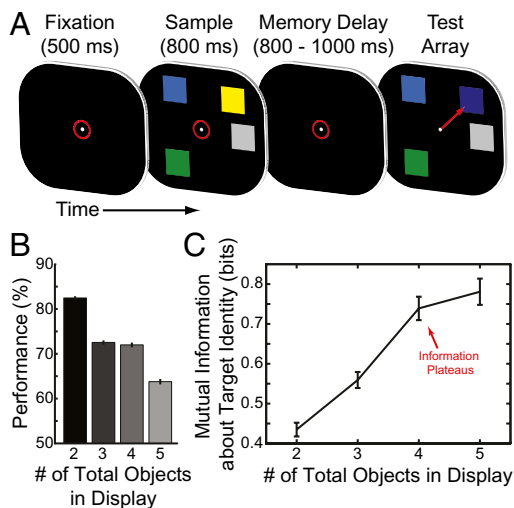 A
Fixation
(500 ms)
Sample
(800 ms)
Memory Delay
(800 - 1000 ms)
Test
Array
Time
B
Performance (%)
90
80
70
60
50
2 3 4 5
# of Total Objects
in Display
C
Mutual Information
about Target Identity (bits)
0.8
0.7
0.6
0.5
0.4
Information
Plateaus
2 3 4 5
# of Total Objects in Display